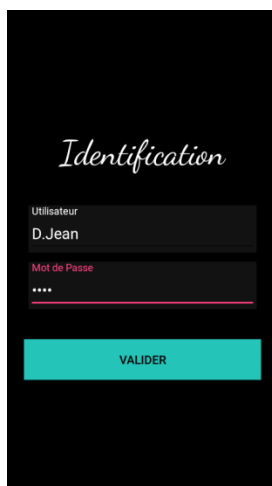 Identification
Utilisateur
D.Jean
Mot de Passe
••••
VALIDER